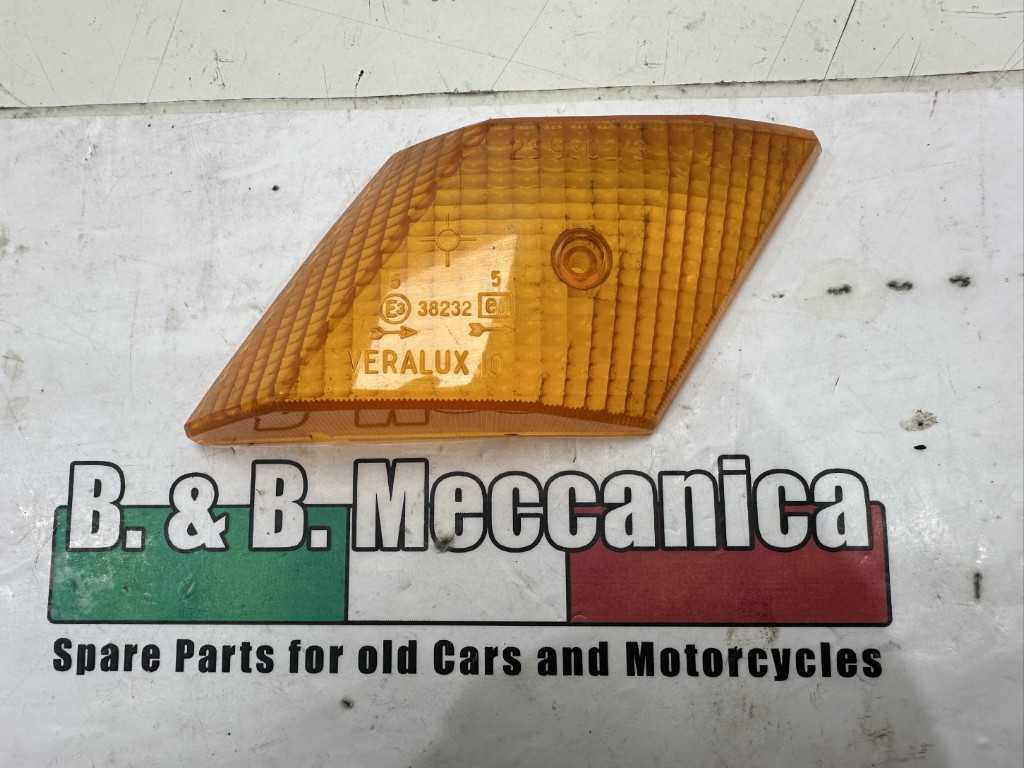 5 5
E3 38232
VERALUX
B. & B. Meccanica
Spare Parts for old Cars and Motorcycles